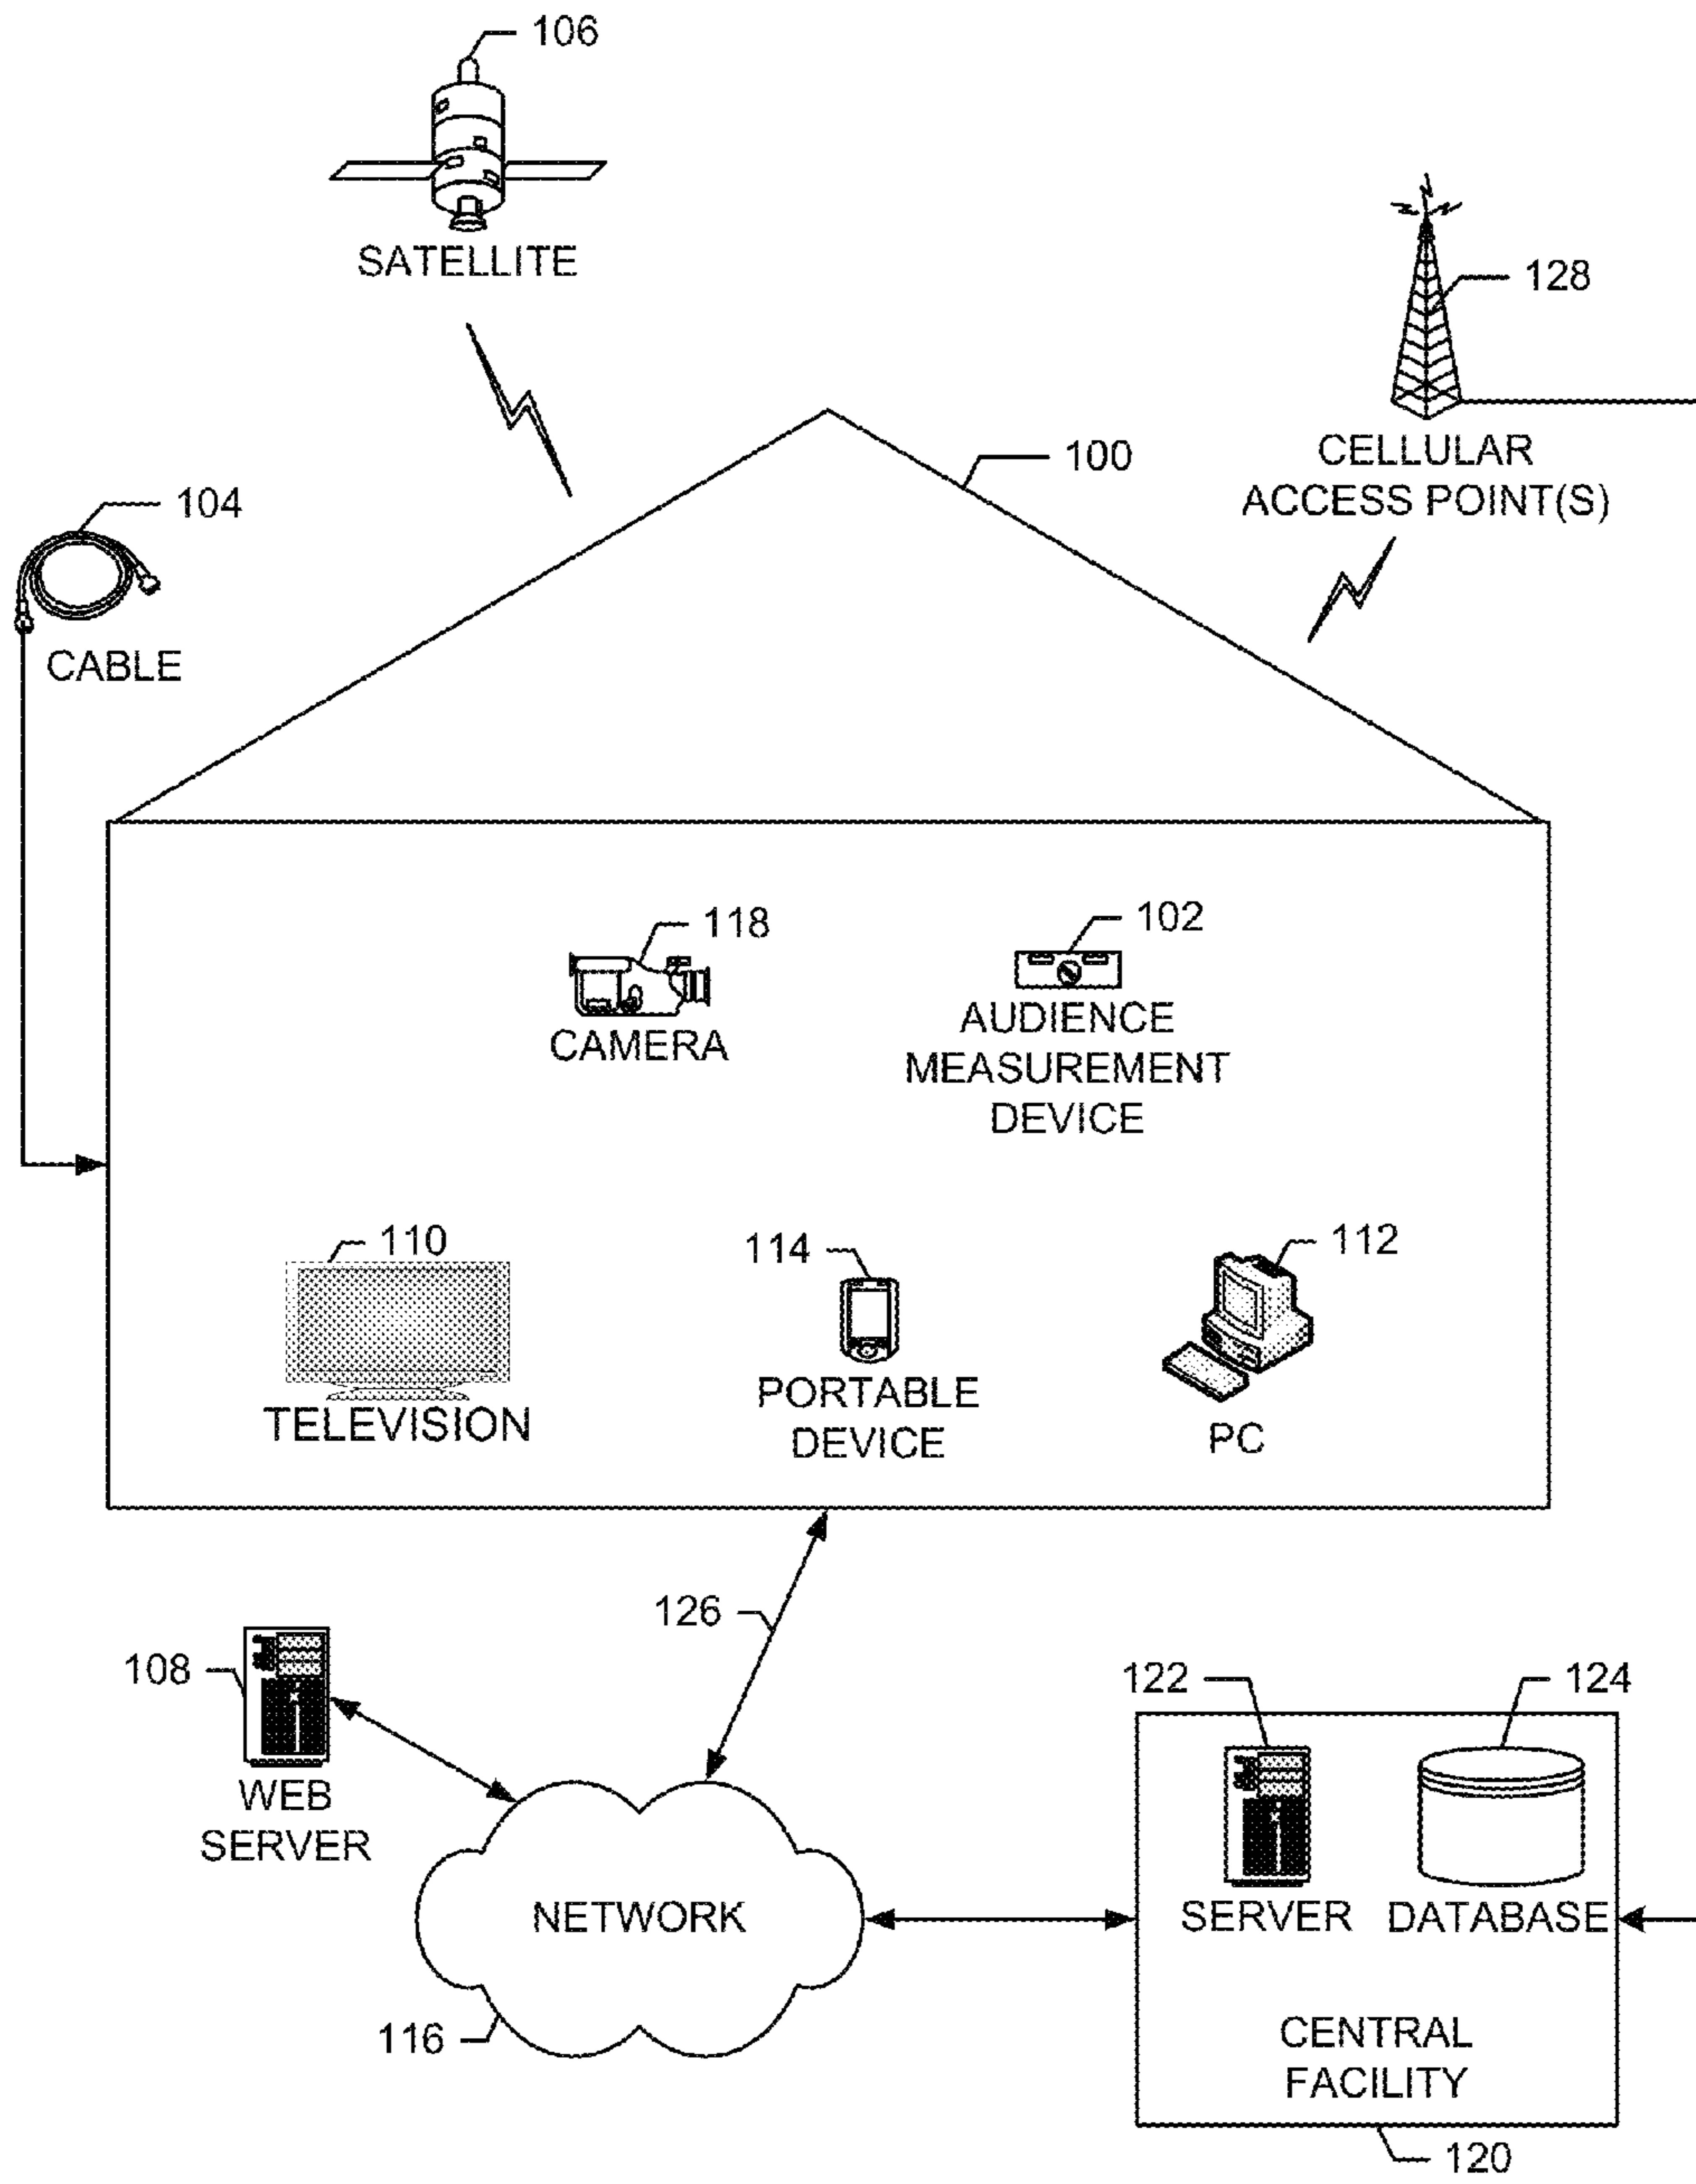 106
SATELLITE
128
CELLULAR
ACCESS POINT(S)
100
104
CABLE
118
CAMERA
102
AUDIENCE
MEASUREMENT
DEVICE
110
TELEVISION
114
PORTABLE
DEVICE
112
PC
126
108
WEB
SERVER
NETWORK
116
122
SERVER
124
DATABASE
CENTRAL
FACILITY
120